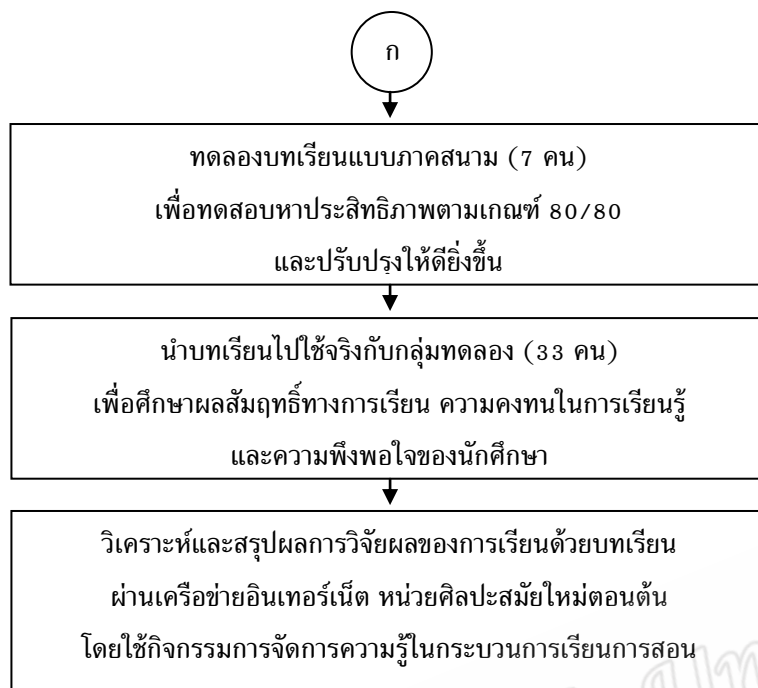 ก
ทดลองบทเรียนแบบภาคสนาม (7 คน)
เพื่อทดสอบหาประสิทธิภาพตามเกณฑ์ 80/80
และปรับปรุงให้ดียิ่งขึ้น
นำบทเรียนไปใช้จริงกับกลุ่มทดลอง (33 คน)
เพื่อศึกษาผลสัมฤทธิ์ทางการเรียน ความคงทนในการเรียนรู้
และความพึงพอใจของนักศึกษา
วิเคราะห์และสรุปผลการวิจัยผลของการเรียนด้วยบทเรียน
ผ่านเครือข่ายอินเทอร์เน็ต หน่วยศิลปะสมัยใหม่ตอนต้น
โดยใช้กิจกรรมการจัดการความรู้ในกระบวนการเรียนการสอน